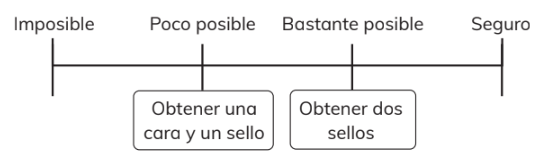 Imposible Poco posible Bastante posible Seguro
Obtener una
cara y un sello
Obtener dos
sellos